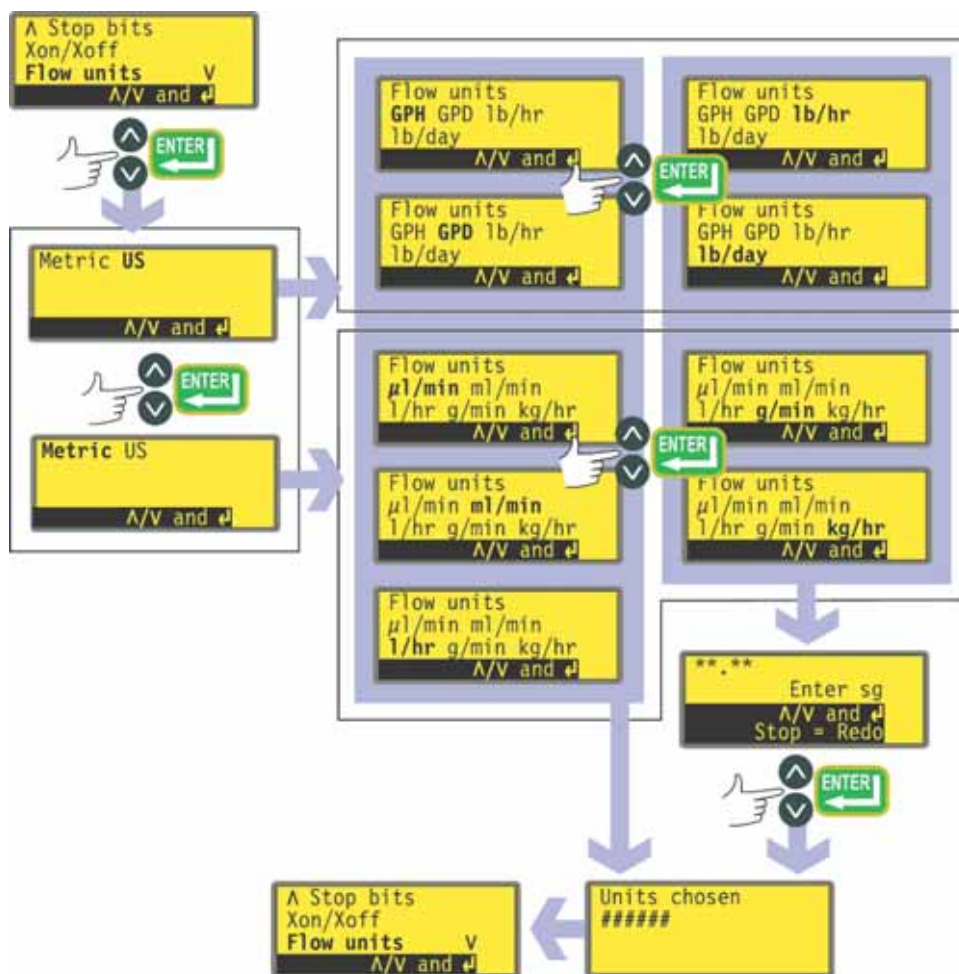 Λ Stop bits
Xon/Xoff
Flow units V
Λ/V and ↲
ENTER
Metric US
Λ/V and ↲
ENTER
Metric US
Λ/V and ↲
Flow units
GPH GPD lb/hr
lb/day
Λ/V and ↲
Flow units
GPH GPD lb/hr
lb/day
Λ/V and ↲
ENTER
Flow units
GPH GPD lb/hr
lb/day
Λ/V and ↲
Flow units
GPH GPD lb/hr
lb/day
Λ/V and ↲
Flow units
µl/min ml/min
l/hr g/min kg/hr
Λ/V and ↲
Flow units
µl/min ml/min
l/hr g/min kg/hr
Λ/V and ↲
ENTER
Flow units
µl/min ml/min
l/hr g/min kg/hr
Λ/V and ↲
Flow units
µl/min ml/min
l/hr g/min kg/hr
Λ/V and ↲
Flow units
µl/min ml/min
l/hr g/min kg/hr
Λ/V and ↲
**.**
Enter sg
Λ/V and ↲
Stop = Redo
ENTER
Units chosen
######
Λ Stop bits
Xon/Xoff
Flow units V
Λ/V and ↲